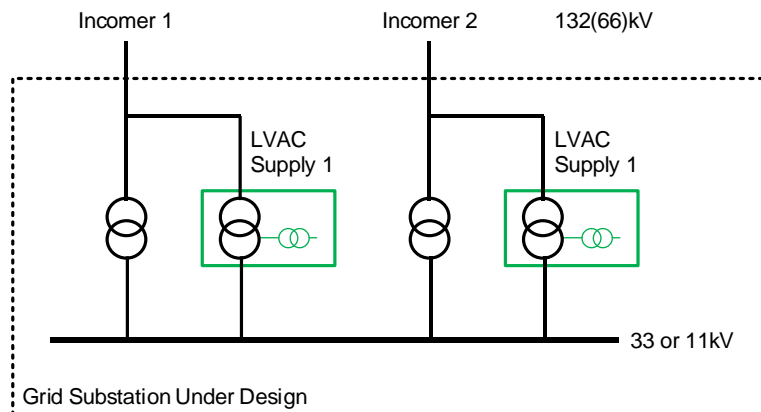 Incomer 1
Incomer 2
132(66)kV
LVAC
Supply 1
LVAC
Supply 1
33 or 11kV
Grid Substation Under Design